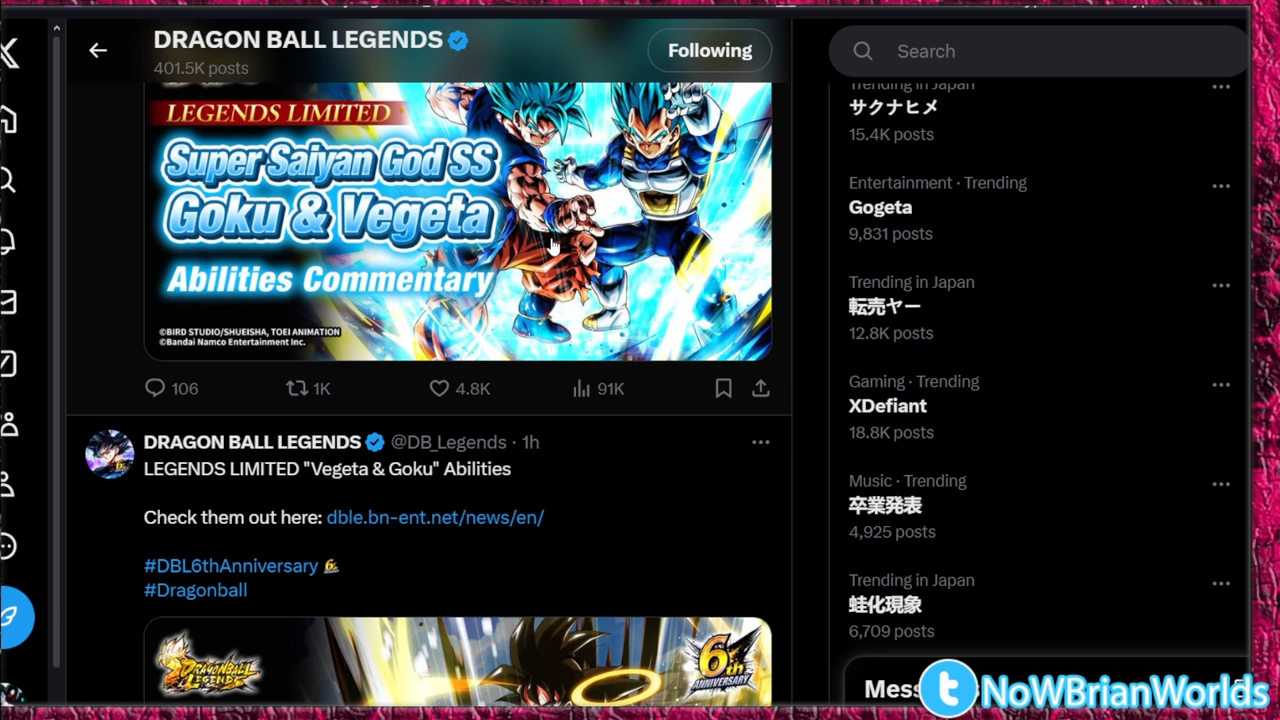 DRAGON BALL LEGENDS
401.5K posts
Following
Search
LEGENDS LIMITED
Super Saiyan God SS
Goku & Vegeta
Abilities Commentary
©BIRD STUDIO/SHUEISHA, TOEI ANIMATION
©Bandai Namco Entertainment Inc.
106
1K
4.8K
91K
DRAGON BALL LEGENDS @DB_Legends · 1h
LEGENDS LIMITED "Vegeta & Goku" Abilities
Check them out here: dble.bn-ent.net/news/en/
#DBL6thAnniversary
#Dragonball
DRAGONBALL
LEGENDS
6th
ANNIVERSARY
Trending in Japan
サクナヒメ
15.4K posts
Entertainment · Trending
Gogeta
9,831 posts
Trending in Japan
転売ヤー
12.8K posts
Gaming · Trending
XDefiant
18.8K posts
Music · Trending
卒業発表
4,925 posts
Trending in Japan
蛙化現象
6,709 posts
NoWBrianWorlds